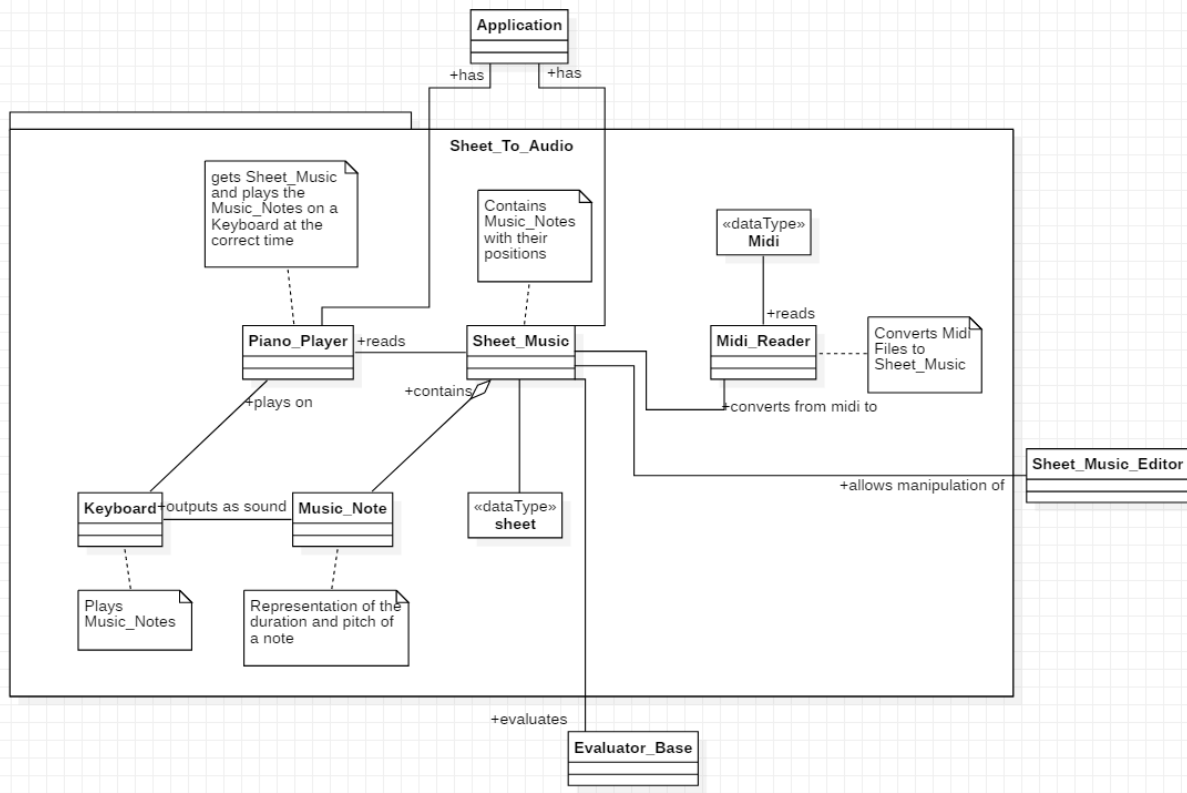 Application
+has
+has
Sheet_To_Audio
gets Sheet_Music
and plays the
Music_Notes on a
Keyboard at the
correct time
Contains
Music_Notes
with their
positions
«dataType»
Midi
+reads
Piano_Player
+reads
Sheet_Music
Midi_Reader
Converts Midi
Files to
Sheet_Music
+contains
+plays on
+converts from midi to
Sheet_Music_Editor
+allows manipulation of
Keyboard
+outputs as sound
Music_Note
«dataType»
sheet
Plays
Music_Notes
Representation of the
duration and pitch of
a note
+evaluates
Evaluator_Base